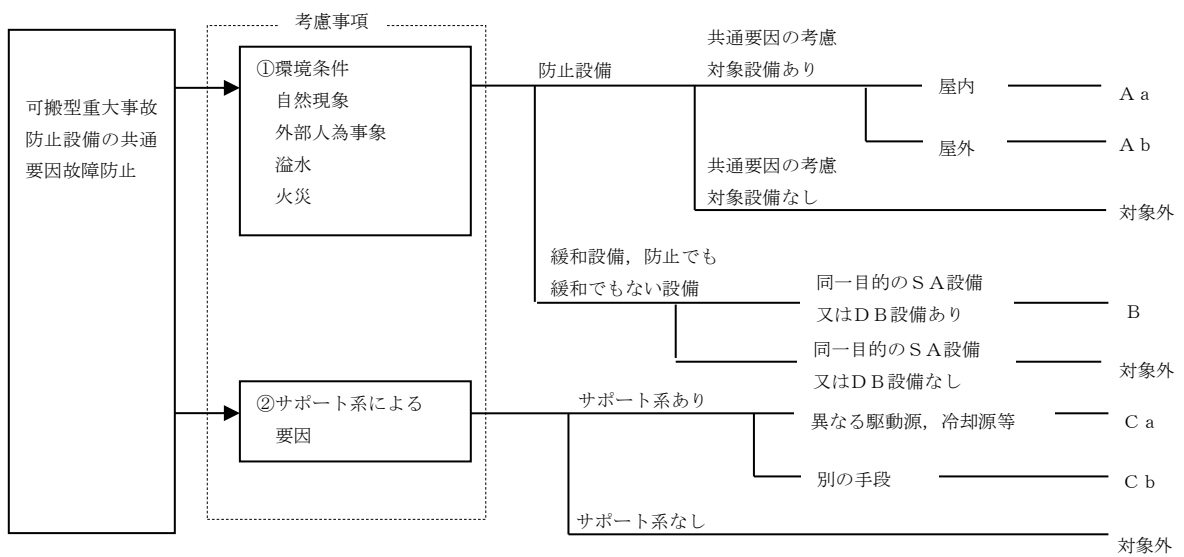 考慮事項
可搬型重大事故
防止設備の共通
要因故障防止
①環境条件
自然現象
外部人為事象
溢水
火災
防止設備
共通要因の考慮
対象設備あり
屋内
Ａａ
屋外
Ａｂ
共通要因の考慮
対象設備なし
対象外
緩和設備，防止でも
緩和でもない設備
同一目的のＳＡ設備
又はＤＢ設備あり
Ｂ
同一目的のＳＡ設備
又はＤＢ設備なし
対象外
②サポート系による
要因
サポート系あり
異なる駆動源，冷却源等
Ｃａ
別の手段
Ｃｂ
サポート系なし
対象外